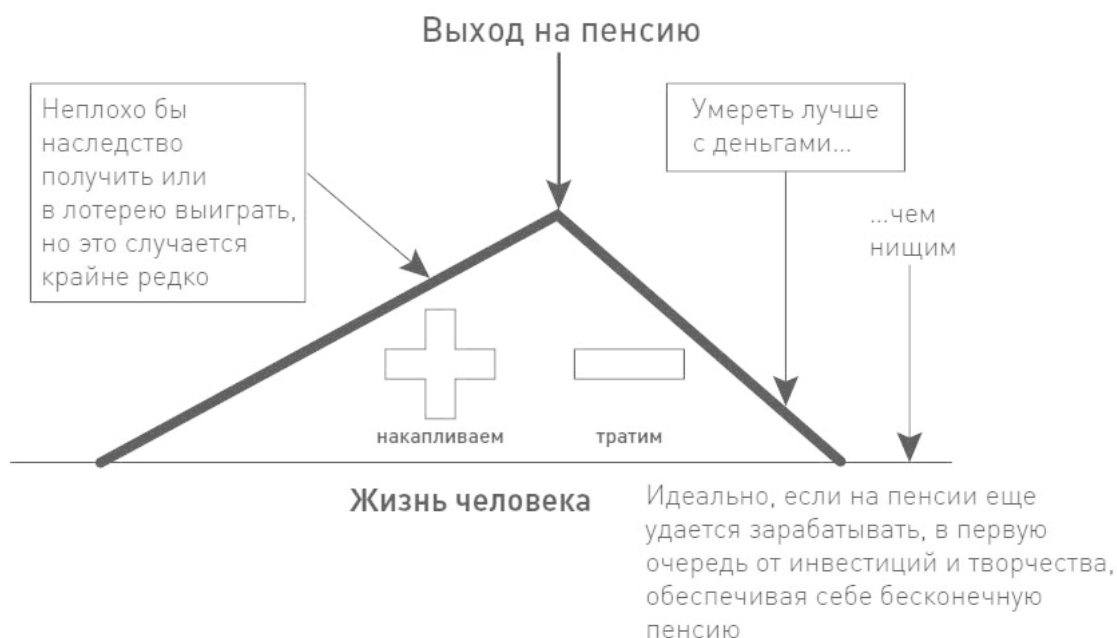 Выход на пенсию
Неплохо бы
наследство
получить или
в лотерею выиграть,
но это случается
крайне редко
Умереть лучше
с деньгами...
...чем
нищим
накапливаем
тратим
Жизнь человека
Идеально, если на пенсии еще
удается зарабатывать, в первую
очередь от инвестиций и творчества,
обеспечивая себе бесконечную
пенсию